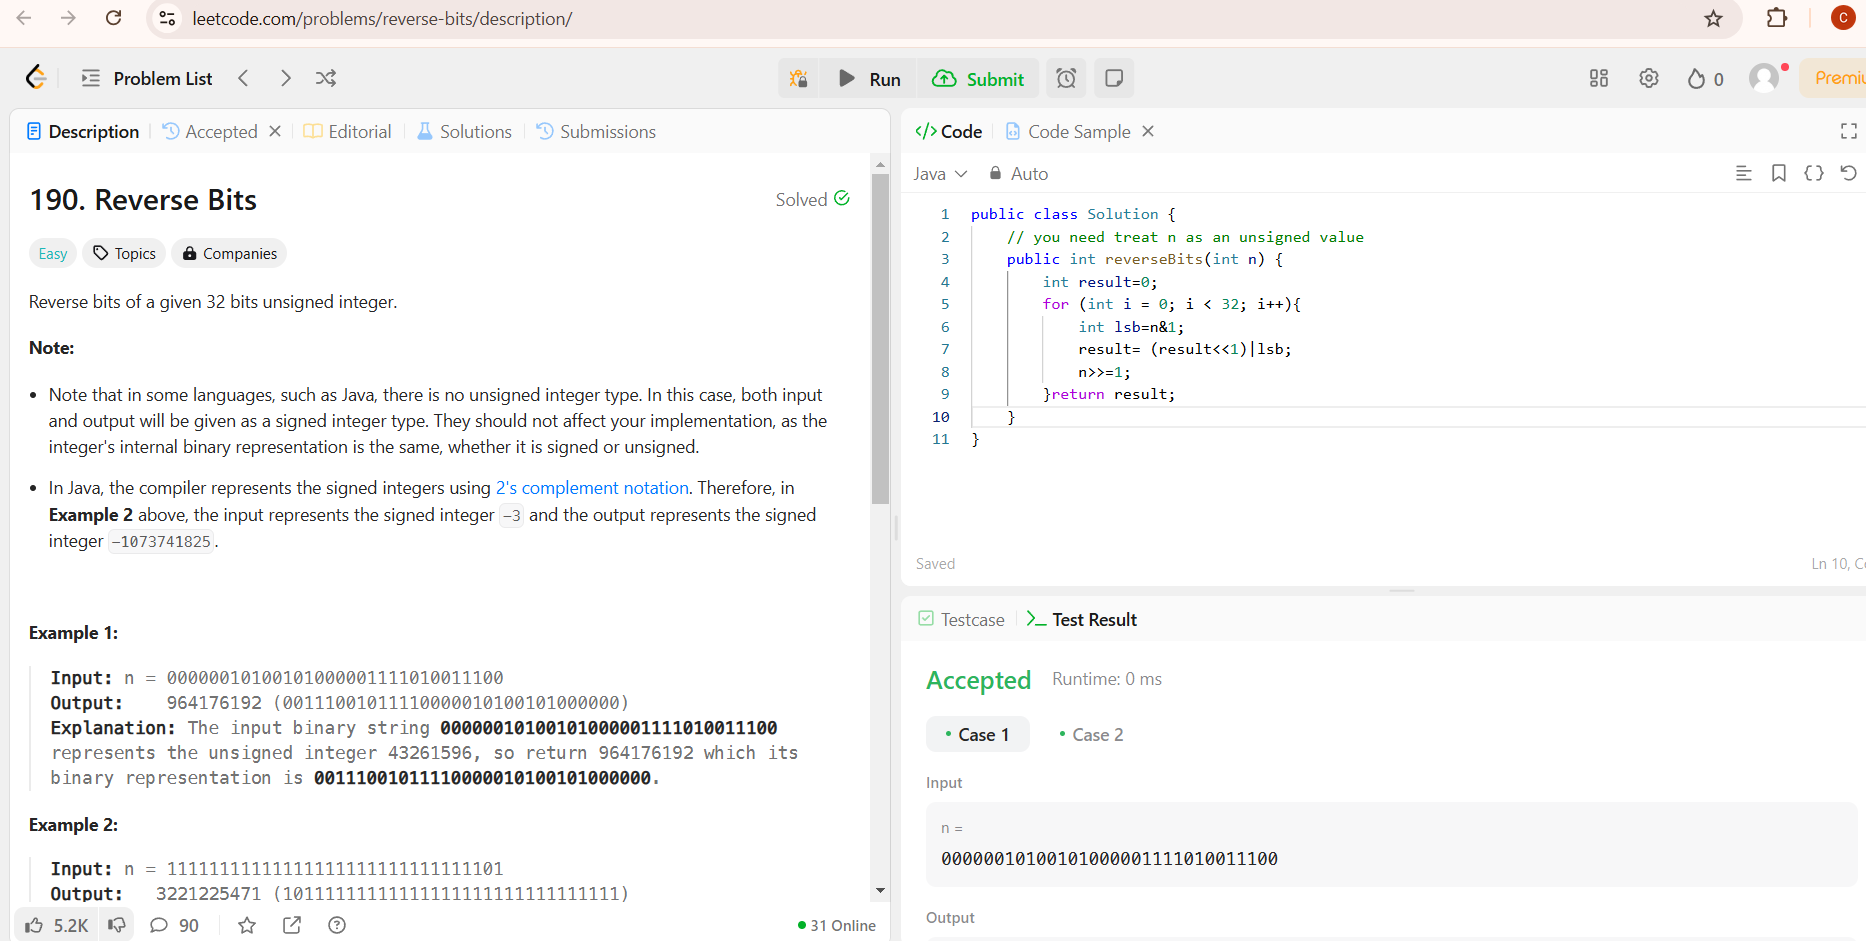 leetcode.com/problems/reverse-bits/description/
C
Problem List
Run
Submit
0
Description
Accepted
Editorial
Solutions
Submissions
190. Reverse Bits
Solved
Easy
Topics
Companies
Reverse bits of a given 32 bits unsigned integer.
Note:
• Note that in some languages, such as Java, there is no unsigned integer type. In this case, both input
and output will be given as a signed integer type. They should not affect your implementation, as the
integer's internal binary representation is the same, whether it is signed or unsigned.
• In Java, the compiler represents the signed integers using 2's complement notation. Therefore, in
Example 2 above, the input represents the signed integer -3 and the output represents the signed
integer -1073741825.
Example 1:
Input: n = 00000010100101000001111010011100
Output:    964176192 (00111001011110000010100101000000)
Explanation: The input binary string 00000010100101000001111010011100
represents the unsigned integer 43261596, so return 964176192 which its
binary representation is 00111001011110000010100101000000.
Example 2:
Input: n = 11111111111111111111111111111101
Output:   3221225471 (10111111111111111111111111111111)
5.2K
90
31 Online
</> Code
Code Sample
Java
Auto
1 public class Solution {
2 // you need treat n as an unsigned value
3 public int reverseBits(int n) {
4 int result=0;
5 for (int i = 0; i < 32; i++){
6 int lsb=n&1;
7 result= (result<<1)|lsb;
8 n>>=1;
9 }return result;
10 }
11 }
Saved
Ln 10,
Testcase
Test Result
Accepted
Runtime: 0 ms
• Case 1
• Case 2
Input
n =
00000010100101000001111010011100
Output